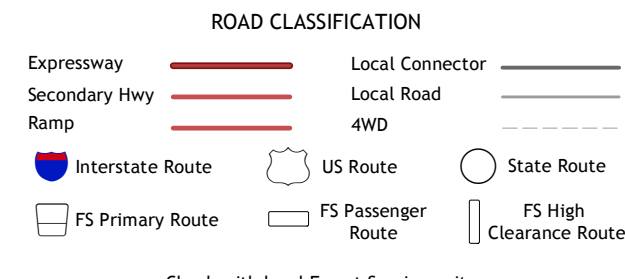 ROAD CLASSIFICATION
Expressway
Local Connector
Secondary Hwy
Local Road
Ramp
4WD
Interstate Route
US Route
State Route
FS Primary Route
FS Passenger
Route
FS High
Clearance Route